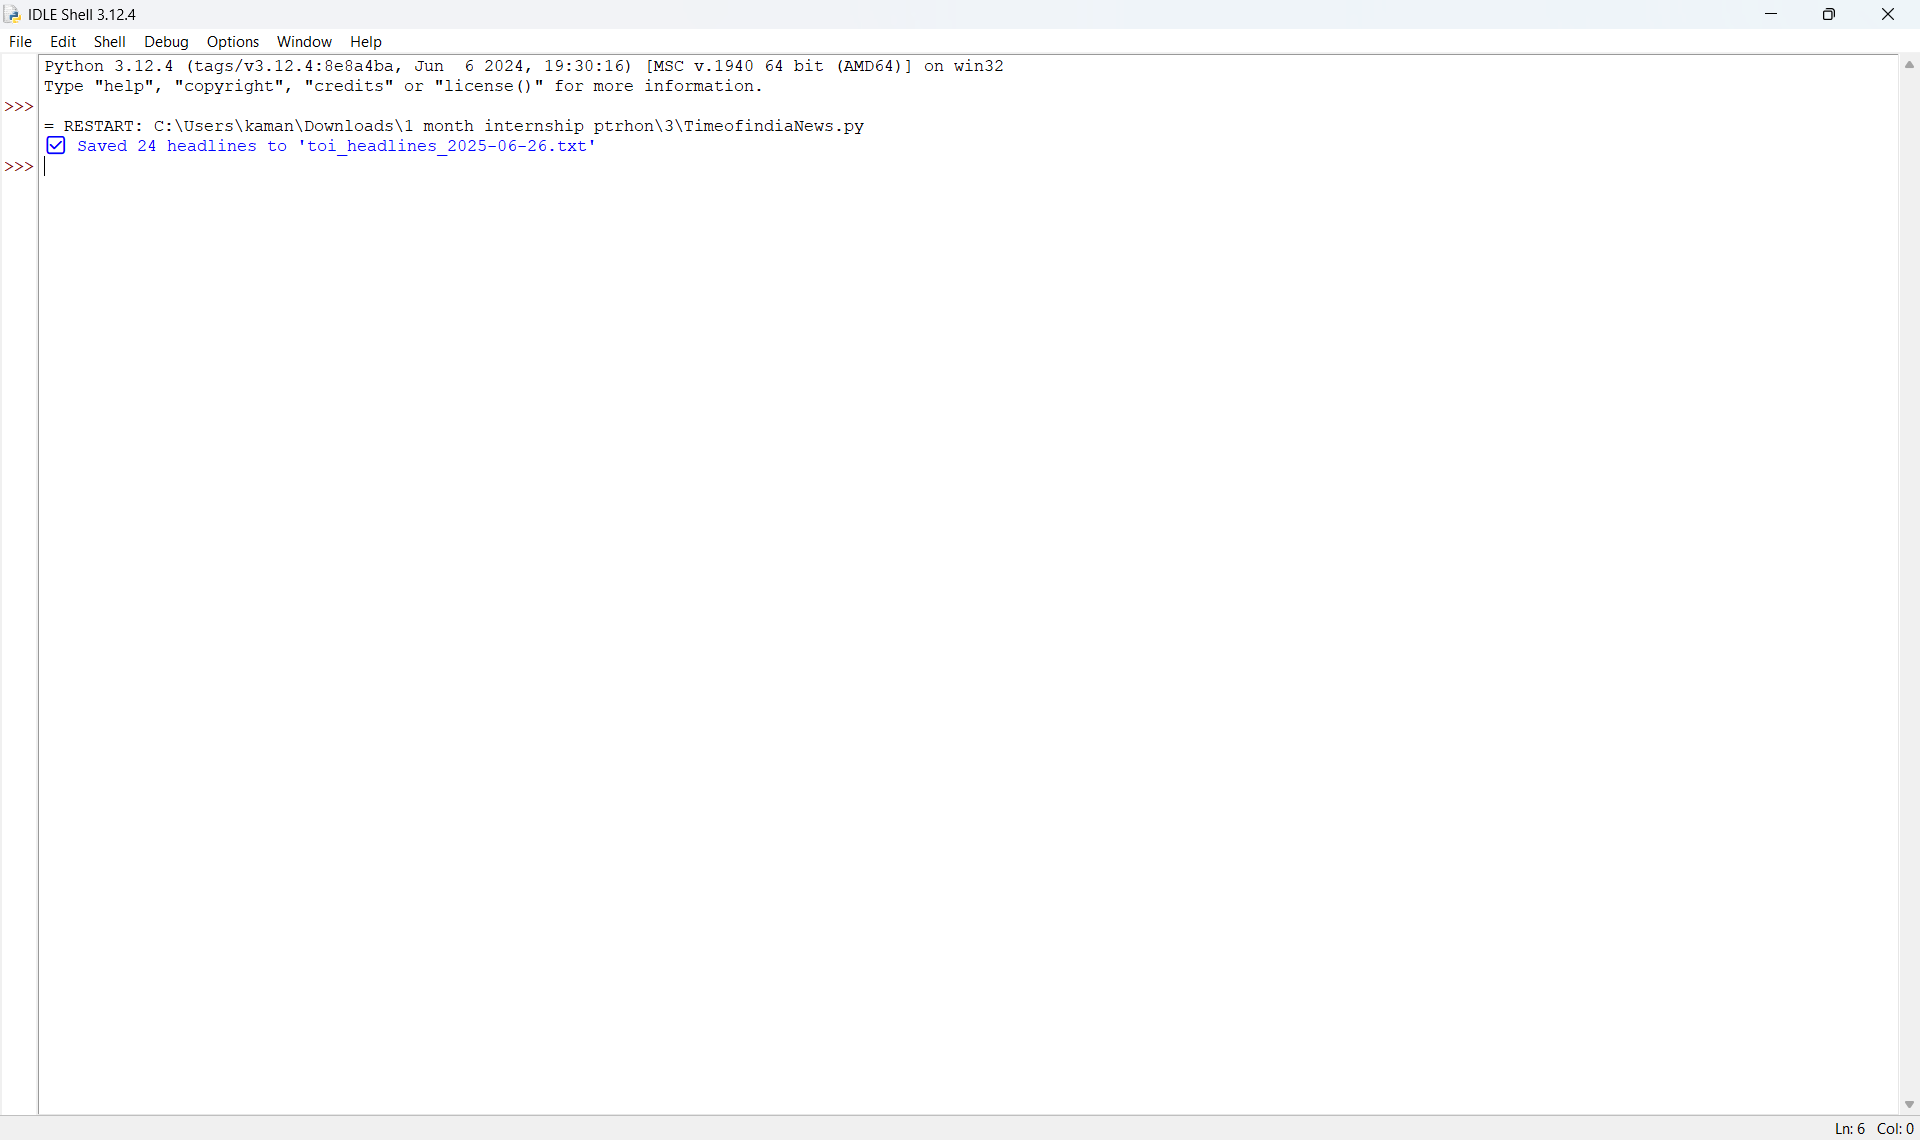 IDLE Shell 3.12.4
File Edit Shell Debug Options Window Help
Python 3.12.4 (tags/v3.12.4:8e8a4ba, Jun  6 2024, 19:30:16) [MSC v.1940 64 bit (AMD64)] on win32
Type "help", "copyright", "credits" or "license()" for more information.
>>>
= RESTART: C:\Users\kaman\Downloads\1 month internship ptrhon\3\TimeofindiaNews.py
☑ Saved 24 headlines to 'toi_headlines_2025-06-26.txt'
>>>
Ln: 6 Col: 0